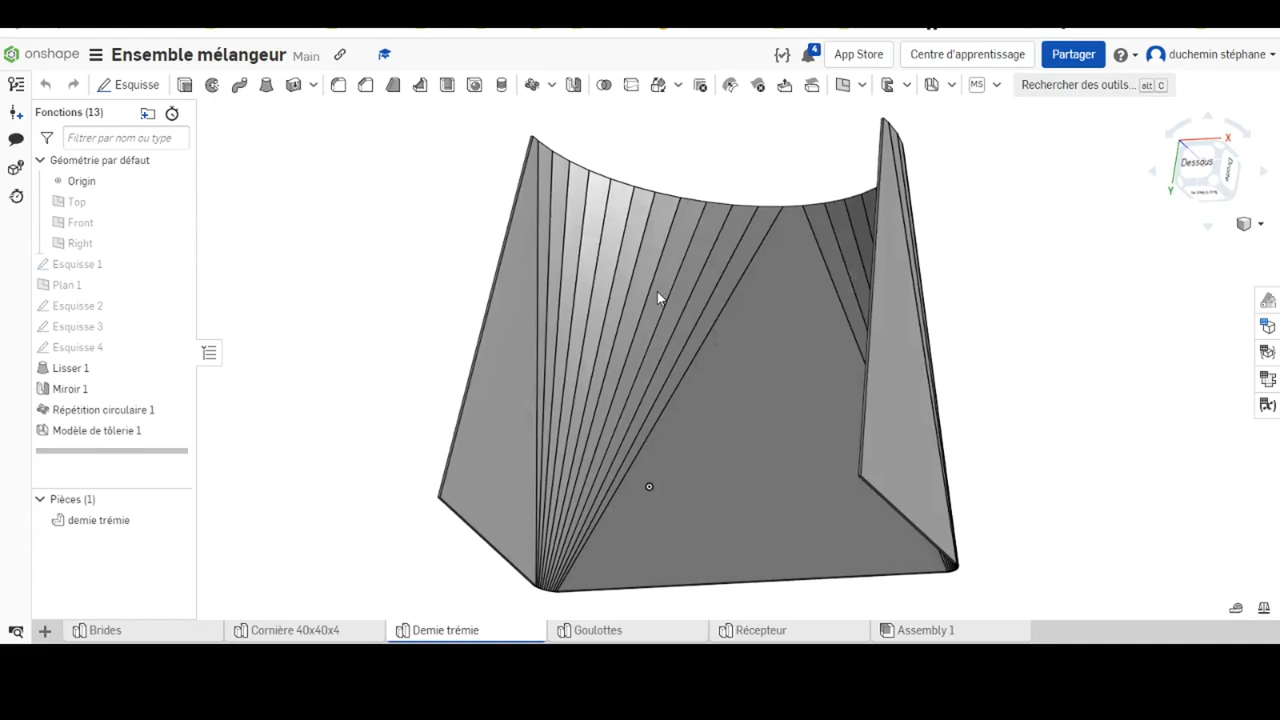 onshape
Ensemble mélangeur Main
4
App Store
Centre d'apprentissage
Partager
duchemin stéphane
Esquisse
MS
Rechercher des outils... alt C
Fonctions (13)
Filtrer par nom ou type
Géométrie par défaut
Origin
Top
Front
Right
Esquisse 1
Plan 1
Esquisse 2
Esquisse 3
Esquisse 4
Lisser 1
Miroir 1
Répétition circulaire 1
Modèle de tôlerie 1
Pièces (1)
demie trémie
X
Dessous
Droite
Y
Brides
Cornière 40x40x4
Demie trémie
Goulottes
Récepteur
Assembly 1